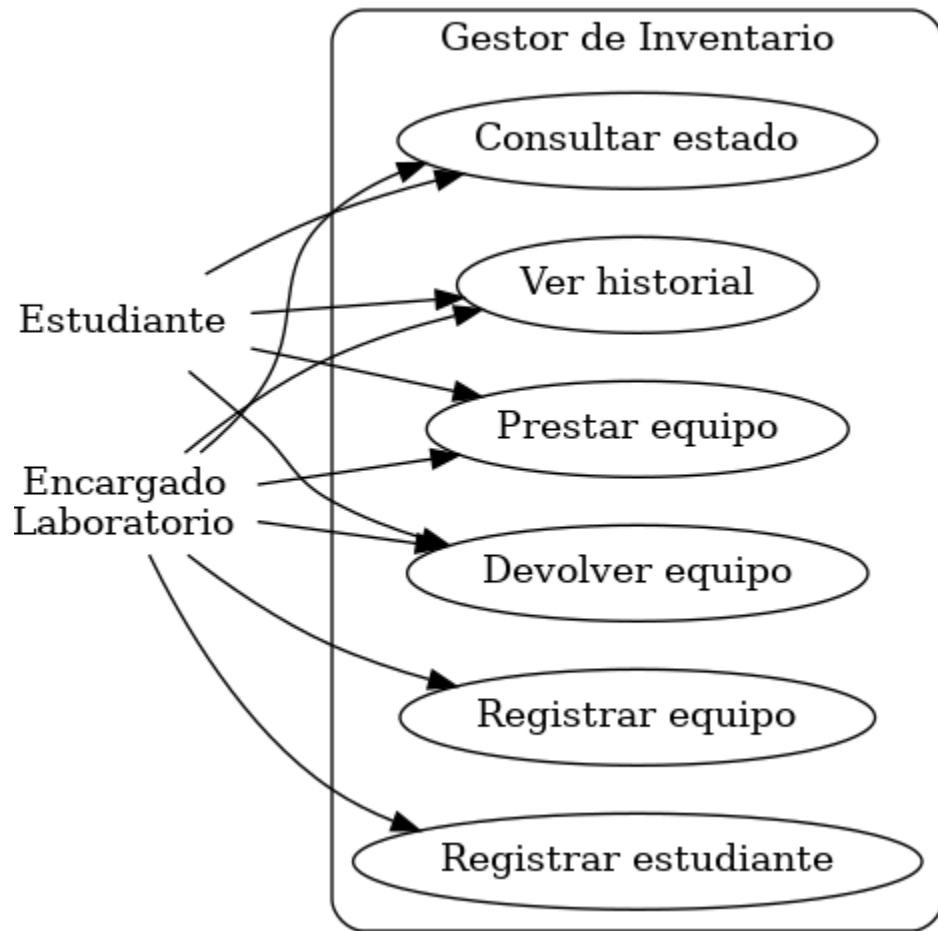 Gestor de Inventario
Consultar estado
Ver historial
Estudiante
Prestar equipo
Encargado
Laboratorio
Devolver equipo
Registrar equipo
Registrar estudiante